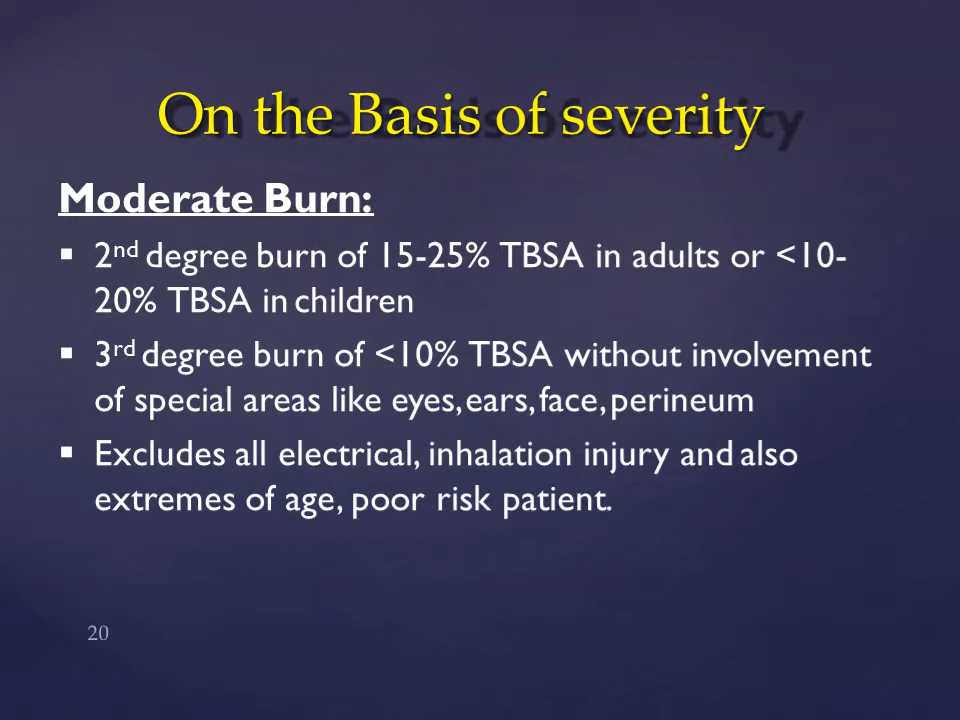 On the Basis of severity
Moderate Burn:
▪ 2nd degree burn of 15-25% TBSA in adults or <10-
20% TBSA in children
▪ 3rd degree burn of <10% TBSA without involvement
of special areas like eyes, ears, face, perineum
▪ Excludes all electrical, inhalation injury and also
extremes of age, poor risk patient.
20